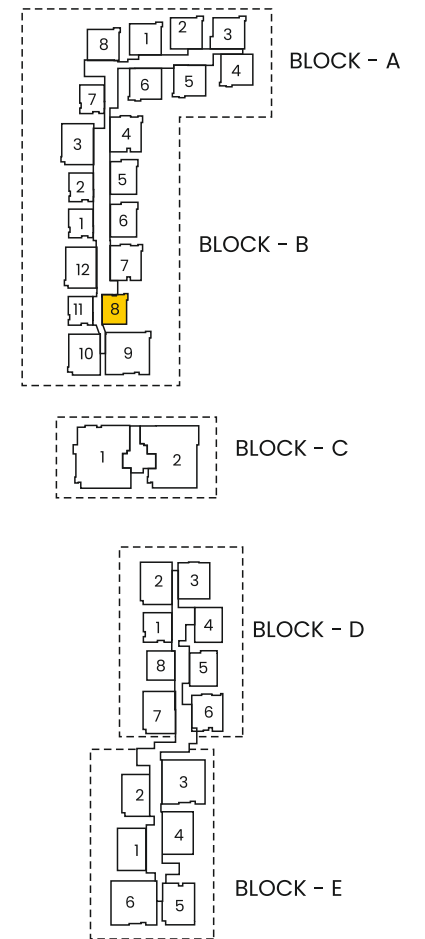 8 1 2 3
BLOCK - A
6 5 4
7
3 4
2 5
1 6
BLOCK - B
12 7
11 8
10 9
1 2
BLOCK - C
2 3
1 4
BLOCK - D
8 5
7 6
2 3
1 4
6 5
BLOCK - E